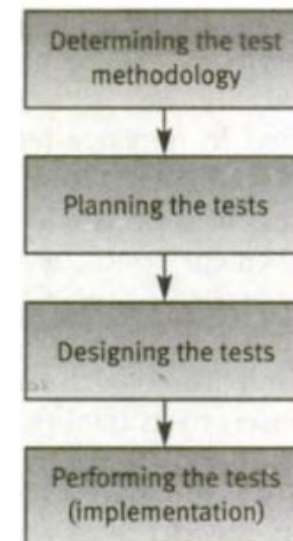 Determining the test
methodology
Planning the tests
Designing the tests
Performing the tests
(implementation)